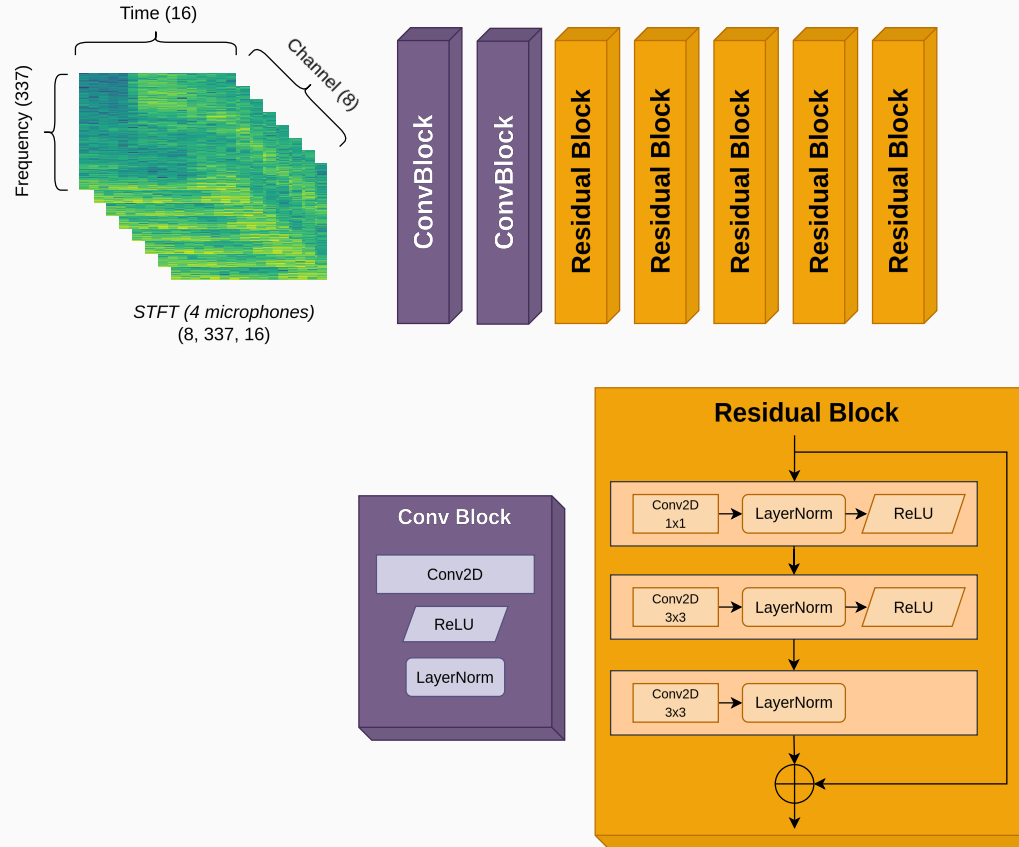 Time (16)
Channel (8)
Frequency (337)
STFT (4 microphones)
(8, 337, 16)
ConvBlock
ConvBlock
Residual Block
Residual Block
Residual Block
Residual Block
Residual Block
Conv Block
Conv2D
ReLU
LayerNorm
Residual Block
Conv2D
1x1
LayerNorm
ReLU
Conv2D
3x3
LayerNorm
ReLU
Conv2D
3x3
LayerNorm